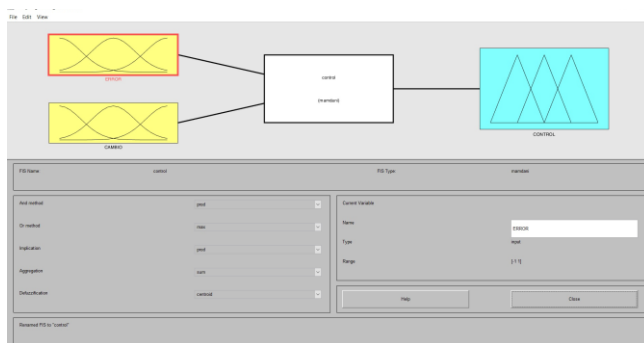 File Edit View
ERROR
CAMBIO
control
(mamdani)
CONTROL
FIS Name: control FIS Type: mamdani
And method prod
Or method max
Implication prod
Aggregation sum
Defuzzification centroid
Current Variable
Name ERROR
Type input
Range [-1 1]
Help Close
Renamed FIS to "control"